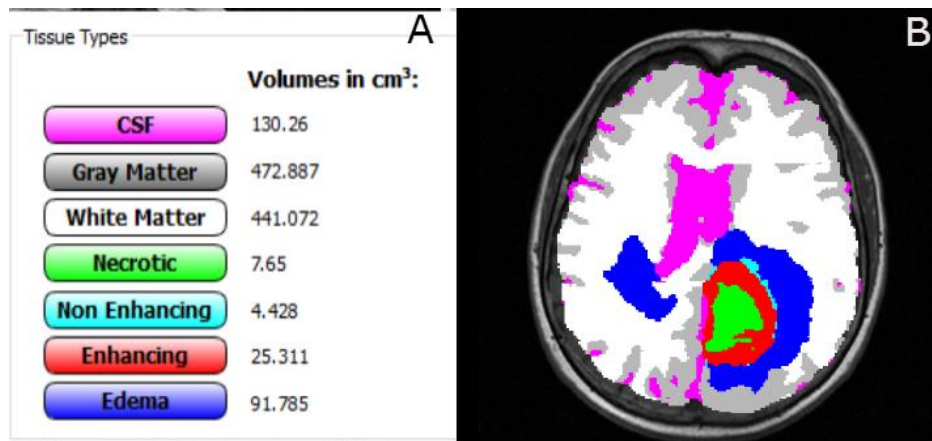 A
Tissue Types
Volumes in cm³:
CSF 130.26
Gray Matter 472.887
White Matter 441.072
Necrotic 7.65
Non Enhancing 4.428
Enhancing 25.311
Edema 91.785
B